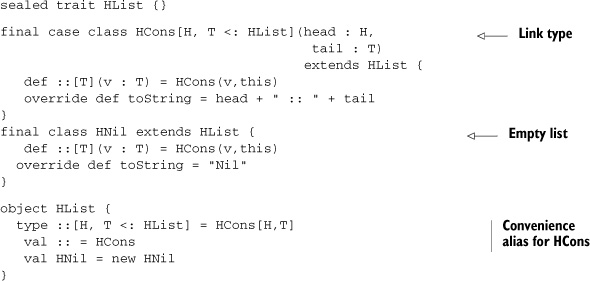 sealed trait HList {}
final case class HCons[H, T <: HList](head : H,
tail : T)
extends HList {
def ::[T](v : T) = HCons(v,this)
override def toString = head + " :: " + tail
}
final class HNil extends HList {
def ::[T](v : T) = HCons(v,this)
override def toString = "Nil"
}
object HList {
type ::[H, T <: HList] = HCons[H,T]
val :: = HCons
val HNil = new HNil
}
Link type
Empty list
Convenience
alias for HCons